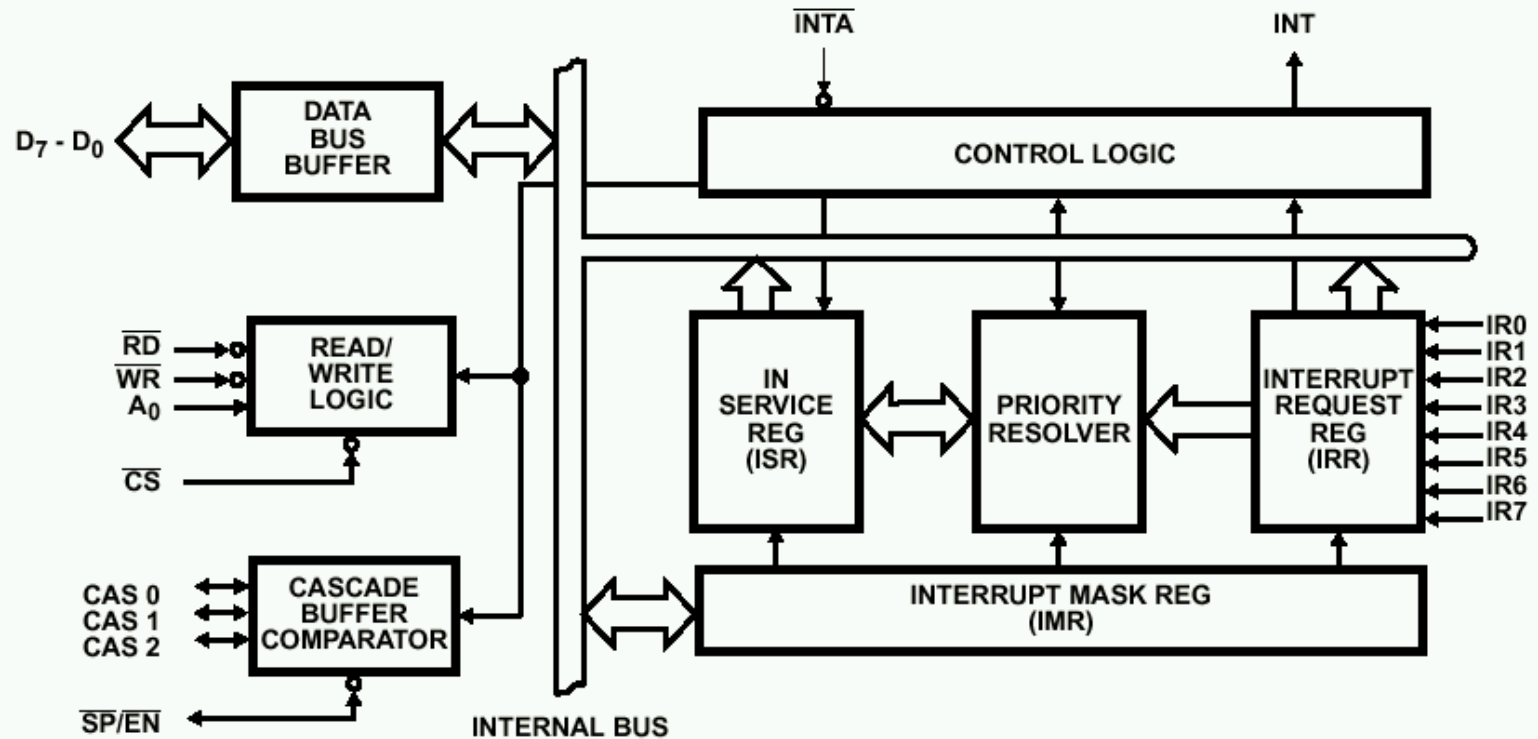 INTA
INT
DATA
BUS
BUFFER
D7 - D0
CONTROL LOGIC
RD
WR
A0
CS
READ/
WRITE
LOGIC
IN
SERVICE
REG
(ISR)
PRIORITY
RESOLVER
INTERRUPT
REQUEST
REG
(IRR)
IR0
IR1
IR2
IR3
IR4
IR5
IR6
IR7
CAS 0
CAS 1
CAS 2
CASCADE
BUFFER
COMPARATOR
INTERRUPT MASK REG
(IMR)
SP/EN
INTERNAL BUS